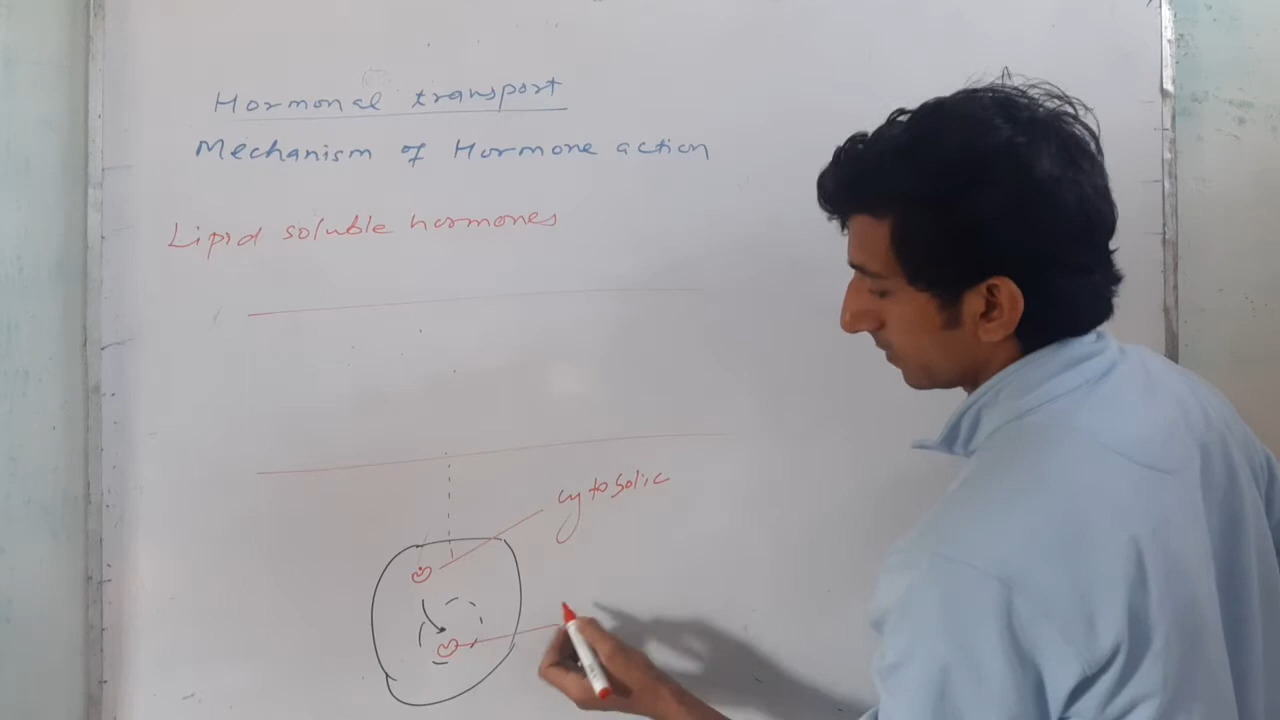 Hormonal transport
Mechanism of Hormone action
Lipid soluble hormones
cytosolic